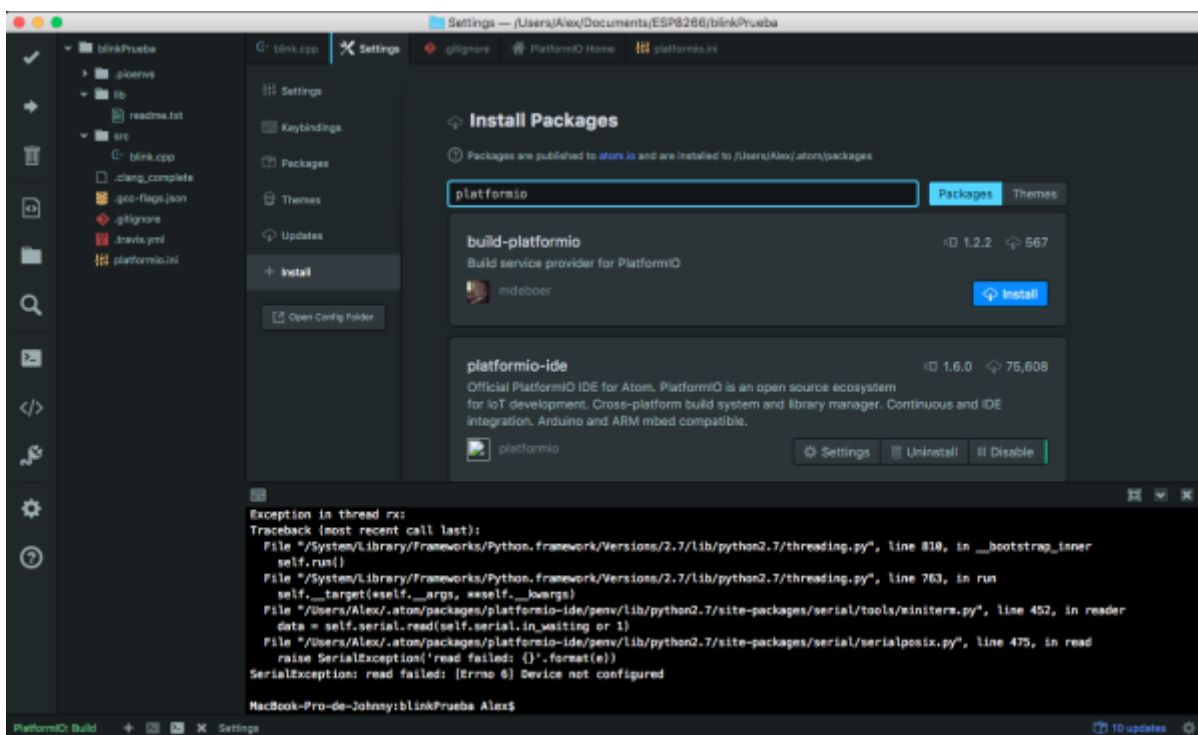 Settings — /Users/Alex/Documents/ESP8266/blinkPrueba
blinkPrueba
.pioenvs
lib
readme.txt
src
blink.cpp
.clang_complete
.gcc-flags.json
.gitignore
.travis.yml
platformio.ini
blink.cpp
Settings
.gitignore
PlatformIO Home
platformio.ini
Settings
Keybindings
Packages
Themes
Updates
Install
Open Config Folder
Install Packages
Packages are published to atom.io and are installed to /Users/Alex/.atom/packages
platformio
Packages
Themes
build-platformio
1.2.2 567
Build service provider for PlatformIO
mdeboer
Install
platformio-ide
1.6.0 75,608
Official PlatformIO IDE for Atom. PlatformIO is an open source ecosystem
for IoT development. Cross-platform build system and library manager. Continuous and IDE
integration. Arduino and ARM mbed compatible.
platformio
Settings
Uninstall
Disable
Exception in thread rx:
Traceback (most recent call last):
File "/System/Library/Frameworks/Python.framework/Versions/2.7/lib/python2.7/threading.py", line 810, in __bootstrap_inner
self.run()
File "/System/Library/Frameworks/Python.framework/Versions/2.7/lib/python2.7/threading.py", line 763, in run
self.__target(*self.__args, **self.__kwargs)
File "/Users/Alex/.atom/packages/platformio-ide/penv/lib/python2.7/site-packages/serial/tools/miniterm.py", line 452, in reader
data = self.serial.read(self.serial.in_waiting or 1)
File "/Users/Alex/.atom/packages/platformio-ide/penv/lib/python2.7/site-packages/serial/serialposix.py", line 475, in read
raise SerialException('read failed: {}'.format(e))
SerialException: read failed: [Errno 6] Device not configured
MacBook-Pro-de-Johnny:blinkPrueba Alex$
PlatformIO: Build
Settings
10 updates